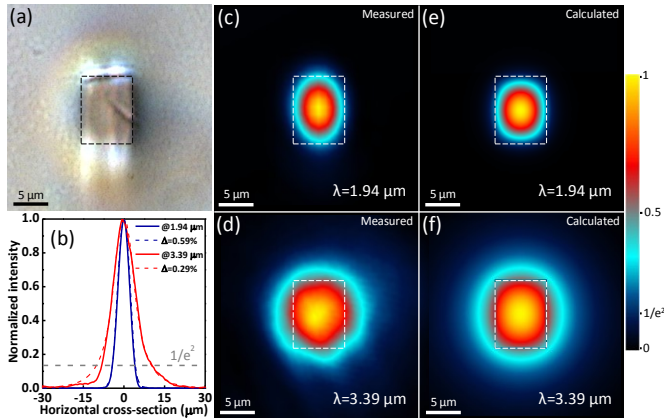 (a)
5 μm
(b)
Normalized intensity
1.0
0.8
0.6
0.4
0.2
0.0
@1.94 μm
Δ=0.59%
@3.39 μm
Δ=0.29%
1/e²
-30 -15 0 15 30
Horizontal cross-section (μm)
(c) Measured
5 μm λ=1.94 μm
(e) Calculated
5 μm λ=1.94 μm
(d) Measured
5 μm λ=3.39 μm
(f) Calculated
5 μm λ=3.39 μm
1
.5
1/e²
0